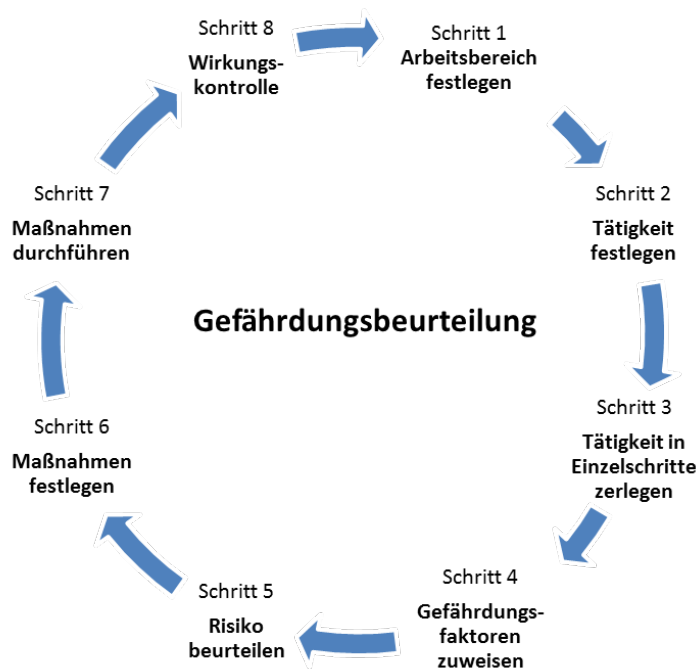 Schritt 8
Wirkungs-
kontrolle
Schritt 1
Arbeitsbereich
festlegen
Schritt 2
Tätigkeit
festlegen
Schritt 3
Tätigkeit in
Einzelschritte
zerlegen
Schritt 4
Gefährdungs-
faktoren
zuweisen
Schritt 5
Risiko
beurteilen
Schritt 6
Maßnahmen
festlegen
Schritt 7
Maßnahmen
durchführen
Gefährdungsbeurteilung